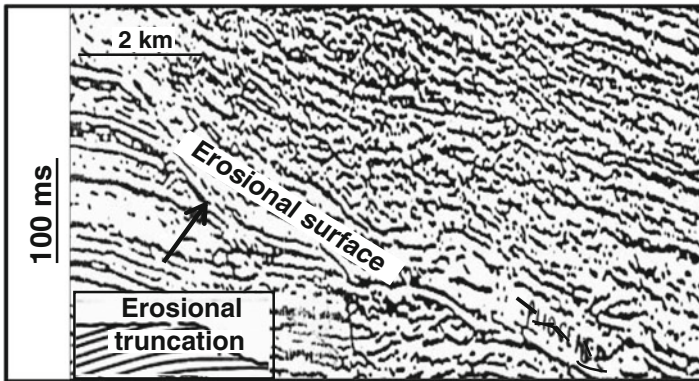 2 km
Erosional surface
100 ms
Erosional
truncation